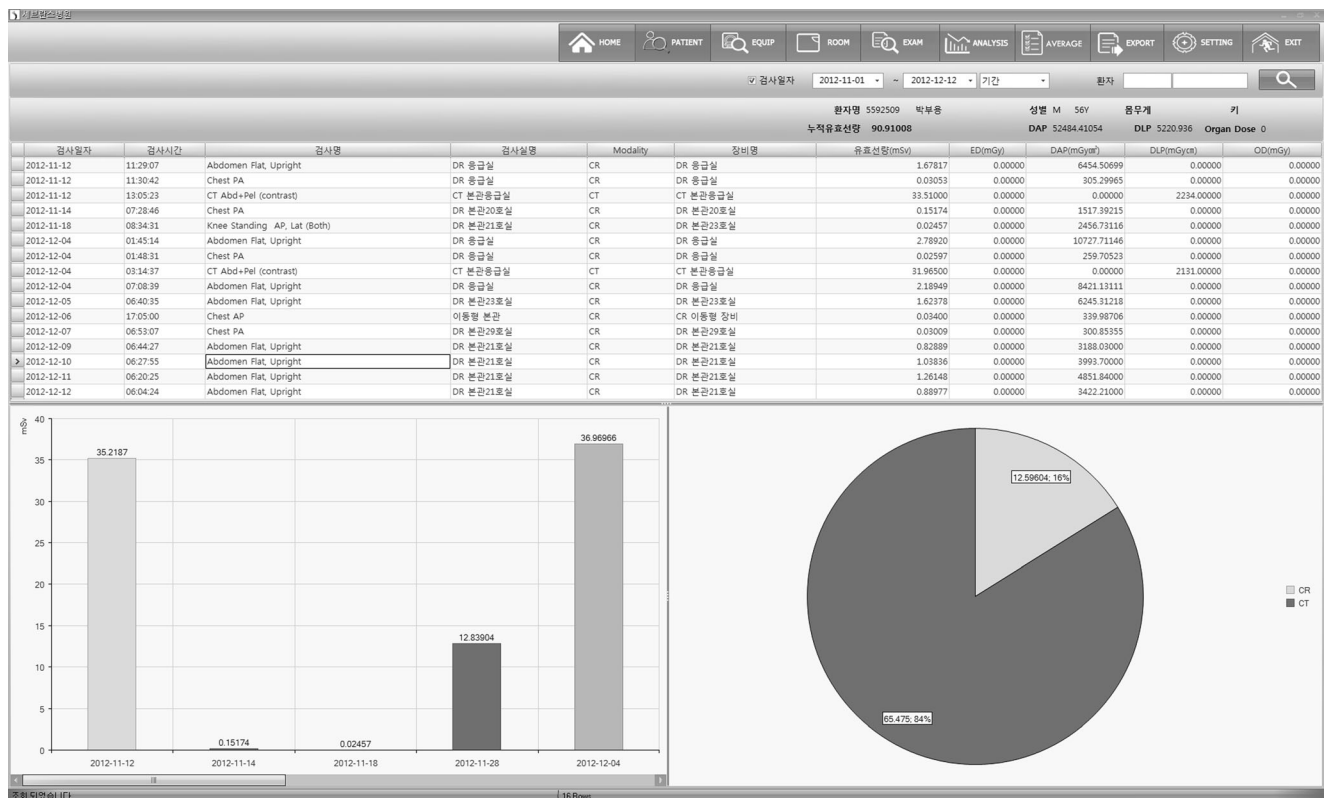 세브란스병원
HOME PATIENT EQUIP ROOM EXAM ANALYSIS AVERAGE EXPORT SETTING EXIT
검사일자 2012-11-01 ~ 2012-12-12 기간 환자
환자명 5592509 박부용 성별 M 56Y 몸무게 키
누적유효선량 90.91008 DAP 52484.41054 DLP 5220.936 Organ Dose 0
검사일자 검사시간 검사명 검사실명 Modality 장비명 유효선량(mSv) ED(mGy) DAP(mGy㎠) DLP(mGy㎝) OD(mGy)
2012-11-12 11:29:07 Abdomen Flat, Upright DR 응급실 CR DR 응급실 1.67817 0.00000 6454.50699 0.00000 0.00000
2012-11-12 11:30:42 Chest PA DR 응급실 CR DR 응급실 0.03053 0.00000 305.29965 0.00000 0.00000
2012-11-12 13:05:23 CT Abd+Pel (contrast) CT 본관응급실 CT CT 본관응급실 33.51000 0.00000 0.00000 2234.00000 0.00000
2012-11-14 07:28:46 Chest PA DR 본관20호실 CR DR 본관20호실 0.15174 0.00000 1517.39215 0.00000 0.00000
2012-11-18 08:34:31 Knee Standing AP, Lat (Both) DR 본관23호실 CR DR 본관23호실 0.02457 0.00000 2456.73116 0.00000 0.00000
2012-12-04 01:45:14 Abdomen Flat, Upright DR 응급실 CR DR 응급실 2.78920 0.00000 10727.71146 0.00000 0.00000
2012-12-04 01:48:31 Chest PA DR 응급실 CR DR 응급실 0.02597 0.00000 259.70523 0.00000 0.00000
2012-12-04 03:14:37 CT Abd+Pel (contrast) CT 본관응급실 CT CT 본관응급실 31.96500 0.00000 0.00000 2131.00000 0.00000
2012-12-04 07:08:39 Abdomen Flat, Upright DR 응급실 CR DR 응급실 2.18949 0.00000 8421.13111 0.00000 0.00000
2012-12-05 06:40:35 Abdomen Flat, Upright DR 본관23호실 CR DR 본관23호실 1.62378 0.00000 6245.31218 0.00000 0.00000
2012-12-06 17:05:00 Chest AP 이동형 본관 CR CR 이동형 장비 0.03400 0.00000 339.98706 0.00000 0.00000
2012-12-07 06:53:07 Chest PA DR 본관29호실 CR DR 본관29호실 0.03009 0.00000 300.85355 0.00000 0.00000
2012-12-09 06:44:27 Abdomen Flat, Upright DR 본관21호실 CR DR 본관21호실 0.82889 0.00000 3188.03000 0.00000 0.00000
2012-12-10 06:27:55 Abdomen Flat, Upright DR 본관21호실 CR DR 본관21호실 1.03836 0.00000 3993.70000 0.00000 0.00000
2012-12-11 06:20:25 Abdomen Flat, Upright DR 본관21호실 CR DR 본관21호실 1.26148 0.00000 4851.84000 0.00000 0.00000
2012-12-12 06:04:24 Abdomen Flat, Upright DR 본관21호실 CR DR 본관21호실 0.88977 0.00000 3422.21000 0.00000 0.00000
mSv
40
35
30
25
20
15
10
5
0
35.2187
0.15174
0.02457
12.83904
36.96966
2012-11-12 2012-11-14 2012-11-18 2012-11-28 2012-12-04
12.59604; 16%
65.475; 84%
CR
CT
조회 되었습니다. 16 Rows